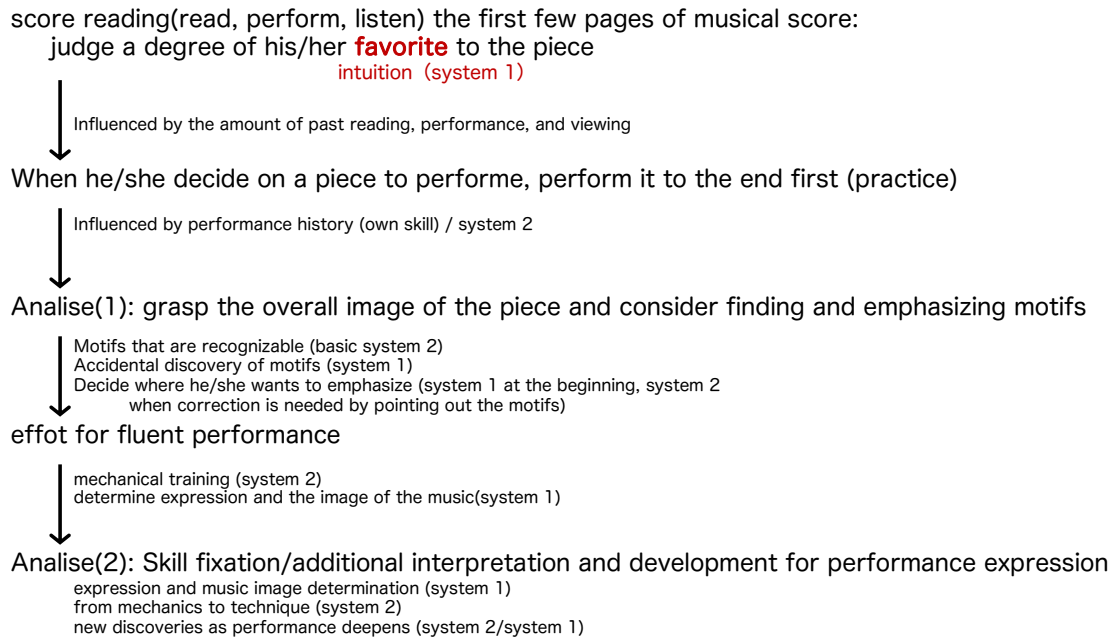 score reading(read, perform, listen) the first few pages of musical score:
judge a degree of his/her favorite to the piece
intuition（system 1）
Influenced by the amount of past reading, performance, and viewing
When he/she decide on a piece to performe, perform it to the end first (practice)
Influenced by performance history (own skill) / system 2
Analise(1): grasp the overall image of the piece and consider finding and emphasizing motifs
Motifs that are recognizable (basic system 2)
Accidental discovery of motifs (system 1)
Decide where he/she wants to emphasize (system 1 at the beginning, system 2
when correction is needed by pointing out the motifs)
effot for fluent performance
mechanical training (system 2)
determine expression and the image of the music(system 1)
Analise(2): Skill fixation/additional interpretation and development for performance expression
expression and music image determination (system 1)
from mechanics to technique (system 2)
new discoveries as performance deepens (system 2/system 1)